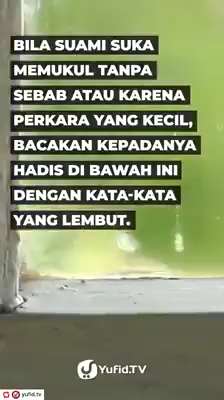 BILA SUAMI SUKA
MEMUKUL TANPA
SEBAB ATAU KARENA
PERKARA YANG KECIL,
BACAKAN KEPADANYA
HADIS DI BAWAH INI
DENGAN KATA-KATA
YANG LEMBUT.
YUFID.TV
yufid.tv